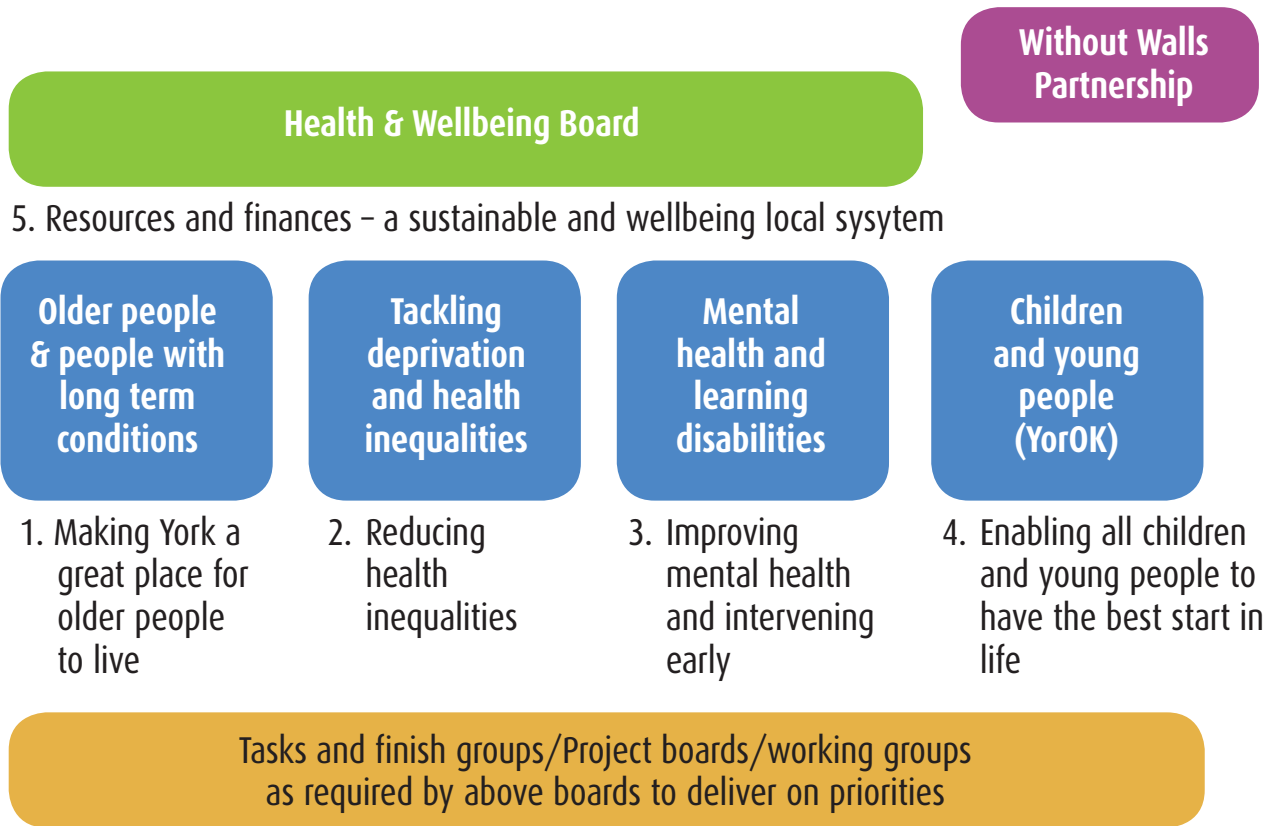 Without Walls
Partnership
Health & Wellbeing Board
5. Resources and finances – a sustainable and wellbeing local sysytem
Older people
& people with
long term
conditions
Tackling
deprivation
and health
inequalities
Mental
health and
learning
disabilities
Children
and young
people
(YorOK)
1. Making York a
great place for
older people
to live
2. Reducing
health
inequalities
3. Improving
mental health
and intervening
early
4. Enabling all children
and young people to
have the best start in
life
Tasks and finish groups/Project boards/working groups
as required by above boards to deliver on priorities